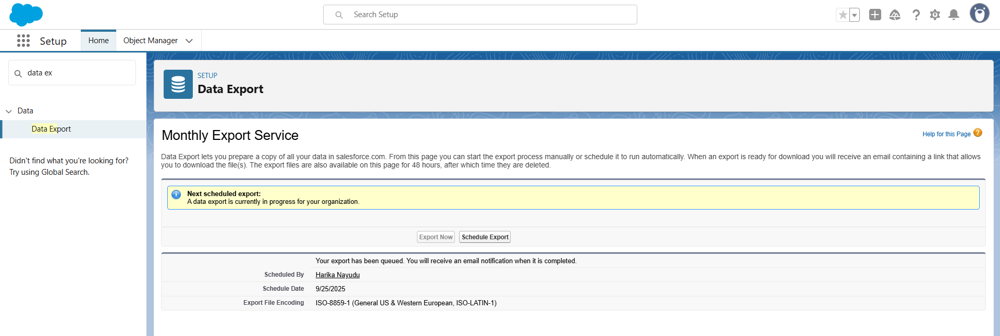 Search Setup
Setup
Home
Object Manager
data ex
Data
Data Export
Didn't find what you're looking for?
Try using Global Search.
SETUP
Data Export
Monthly Export Service
Help for this Page
?
Data Export lets you prepare a copy of all your data in salesforce.com. From this page you can start the export process manually or schedule it to run automatically. When an export is ready for download you will receive an email containing a link that allows
you to download the file(s). The export files are also available on this page for 48 hours, after which time they are deleted.
i
Next scheduled export:
A data export is currently in progress for your organization.
Export Now
Schedule Export
Your export has been queued. You will receive an email notification when it is completed.
Scheduled By Harika Nayudu
Schedule Date 9/25/2025
Export File Encoding ISO-8859-1 (General US & Western European, ISO-LATIN-1)